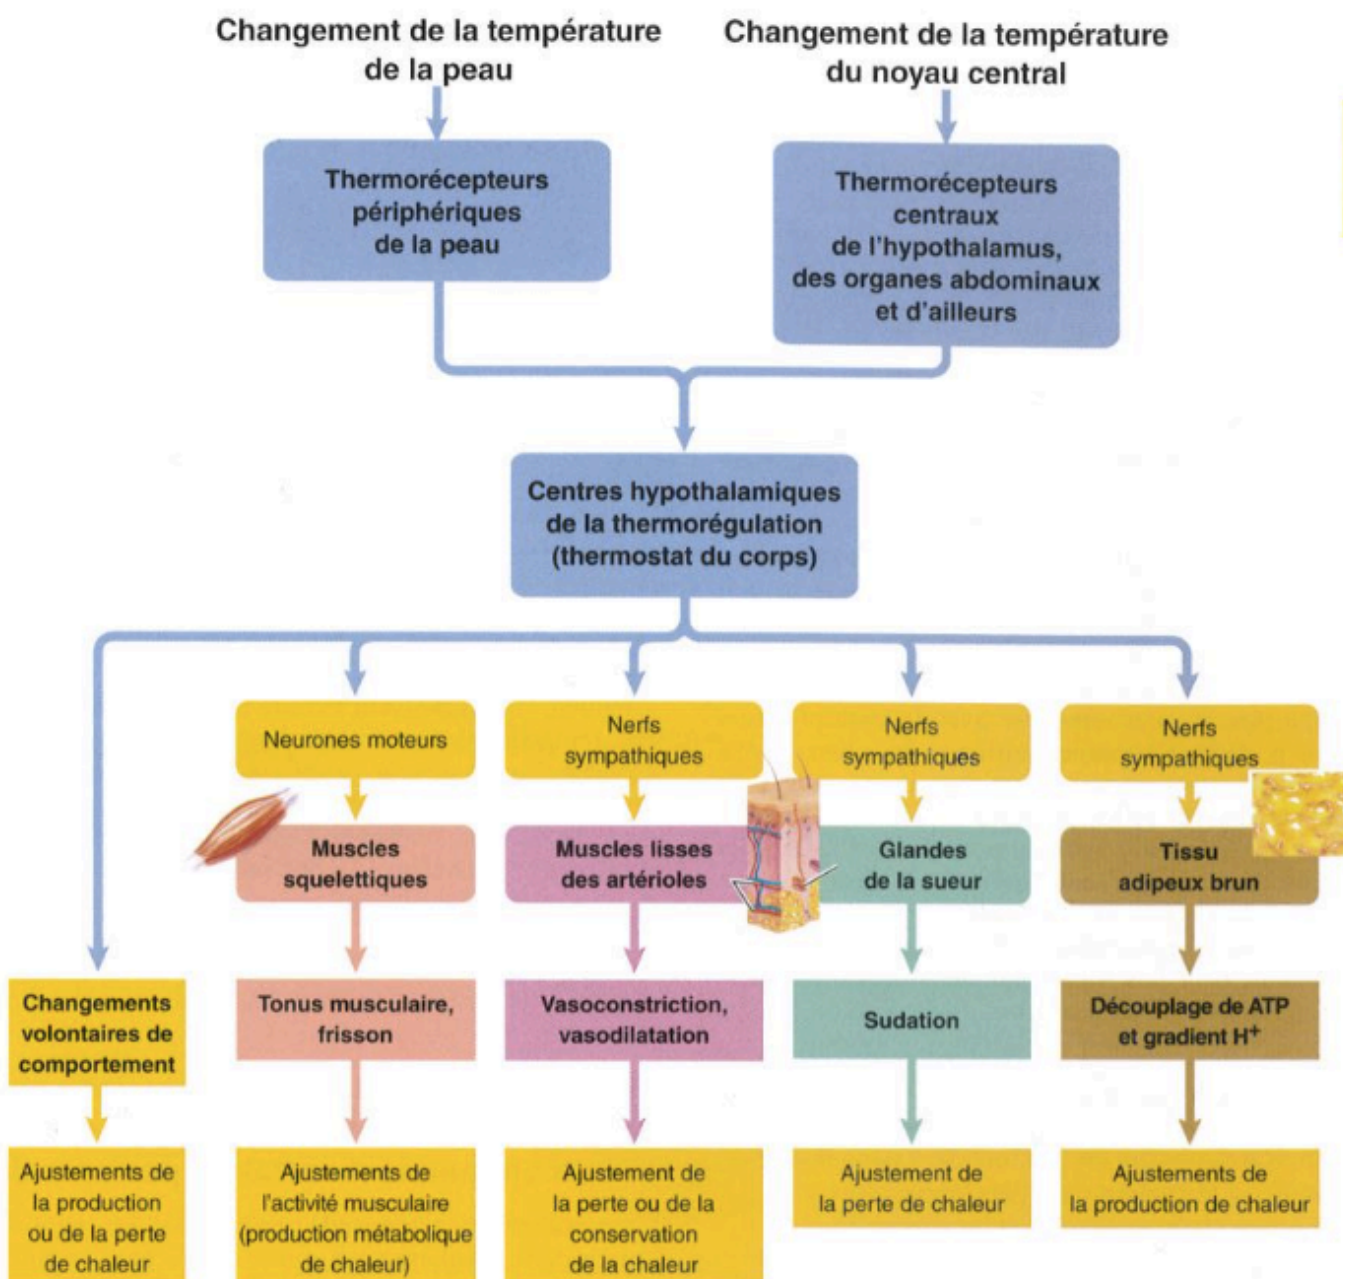 Changement de la température
de la peau
Changement de la température
du noyau central
Thermorécepteurs
périphériques
de la peau
Thermorécepteurs
centraux
de l'hypothalamus,
des organes abdominaux
et d'ailleurs
Centres hypothalamiques
de la thermorégulation
(thermostat du corps)
Neurones moteurs
Nerfs
sympathiques
Nerfs
sympathiques
Nerfs
sympathiques
Muscles
squelettiques
Muscles lisses
des artérioles
Glandes
de la sueur
Tissu
adipeux brun
Changements
volontaires de
comportement
Tonus musculaire,
frisson
Vasoconstriction,
vasodilatation
Sudation
Découplage de ATP
et gradient H+
Ajustements de
la production
ou de la perte
de chaleur
Ajustements de
l'activité musculaire
(production métabolique
de chaleur)
Ajustement de
la perte ou de la
conservation
de la chaleur
Ajustement de
la perte de chaleur
Ajustements de
la production de chaleur